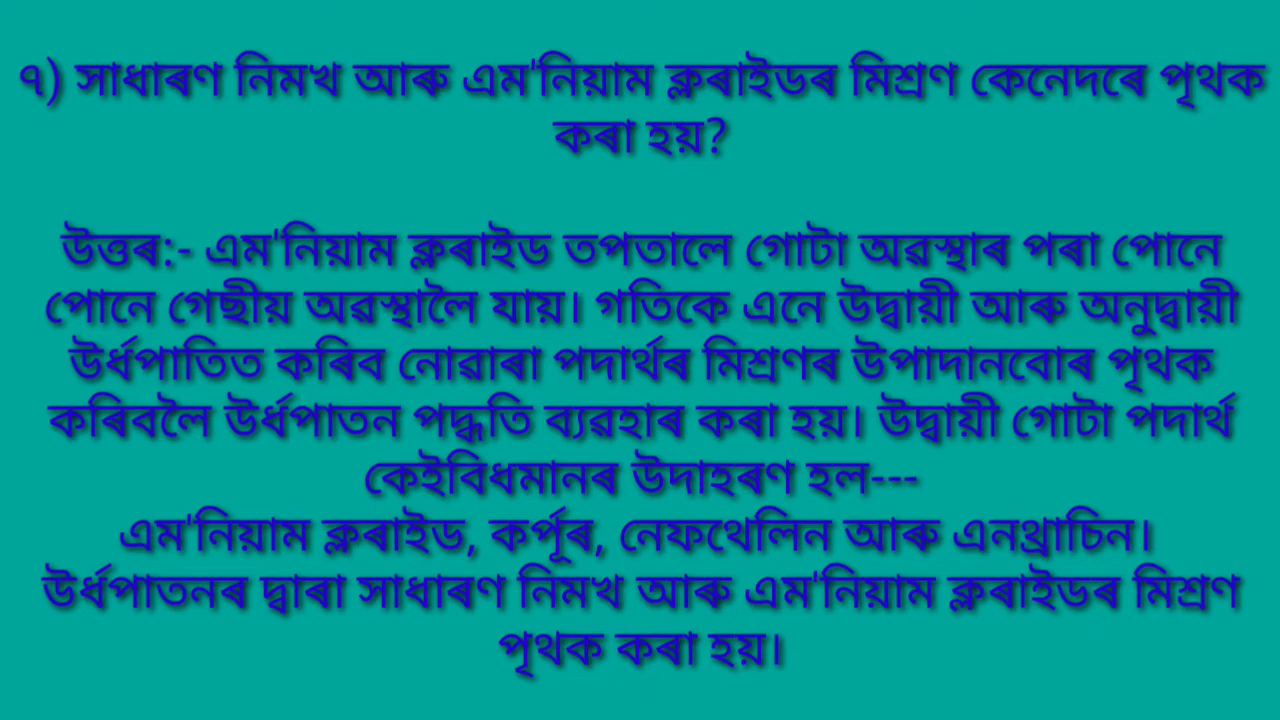 ৭) সাধাৰণ নিমখ আৰু এম'নিয়াম ক্লৰাইডৰ মিশ্ৰণ কেনেদৰে পৃথক
কৰা হয়?
উত্তৰ:- এম'নিয়াম ক্লৰাইড তপতালে গোটা অৱস্থাৰ পৰা পোনে
পোনে গেছীয় অৱস্থালৈ যায়। গতিকে এনে উদ্বায়ী আৰু অনুদ্বায়ী
উৰ্ধপাতিত কৰিব নোৱাৰা পদাৰ্থৰ মিশ্ৰণৰ উপাদানবোৰ পৃথক
কৰিবলৈ উৰ্ধপাতন পদ্ধতি ব্যৱহাৰ কৰা হয়। উদ্বায়ী গোটা পদাৰ্থ
কেইবিধমানৰ উদাহৰণ হল---
এম'নিয়াম ক্লৰাইড, কৰ্পূৰ, নেফথেলিন আৰু এনথ্ৰাচিন।
উৰ্ধপাতনৰ দ্বাৰা সাধাৰণ নিমখ আৰু এম'নিয়াম ক্লৰাইডৰ মিশ্ৰণ
পৃথক কৰা হয়।